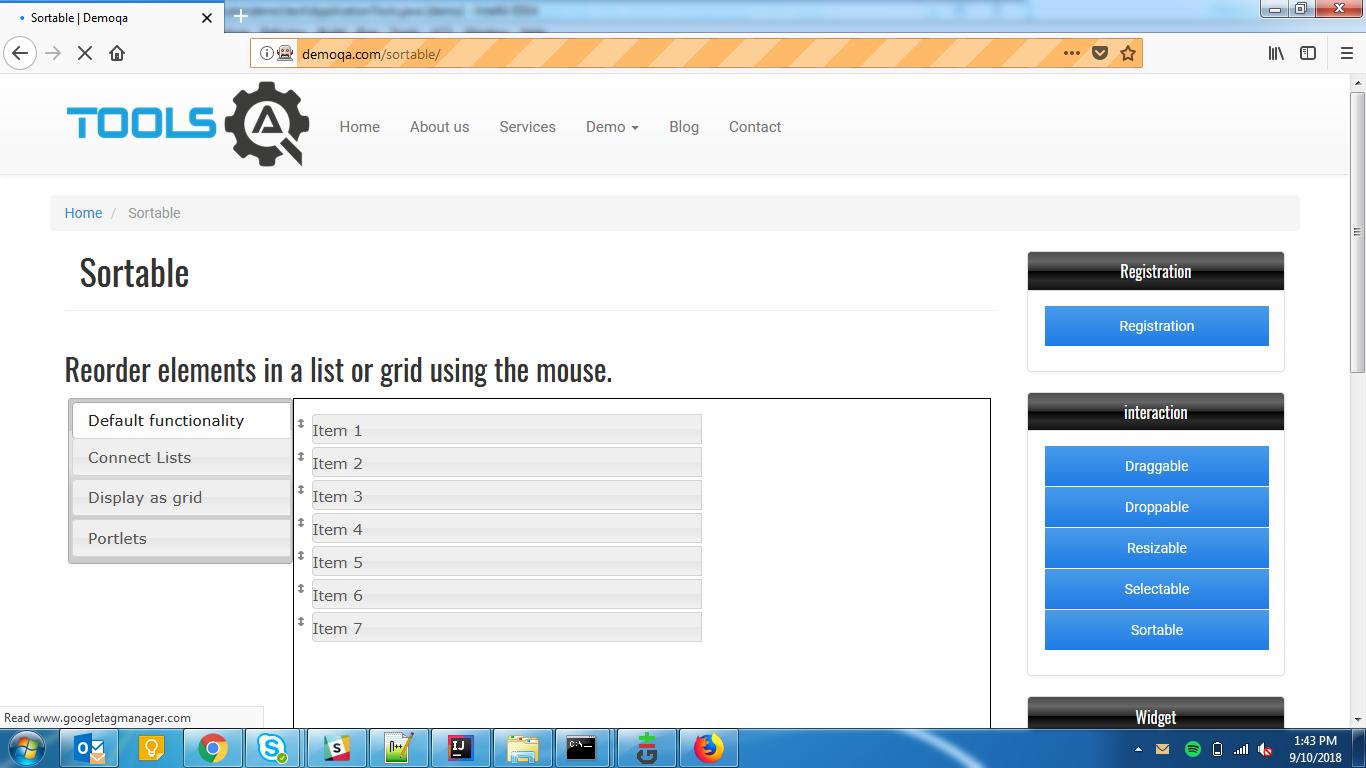 Sortable | Demoqa
demoqa.com/sortable/
TOOLS QA
Home
About us
Services
Demo
Blog
Contact
Home / Sortable
Sortable
Reorder elements in a list or grid using the mouse.
Default functionality
Connect Lists
Display as grid
Portlets
Item 1
Item 2
Item 3
Item 4
Item 5
Item 6
Item 7
Registration
Registration
interaction
Draggable
Droppable
Resizable
Selectable
Sortable
Widget
Read www.googletagmanager.com
1:43 PM
9/10/2018